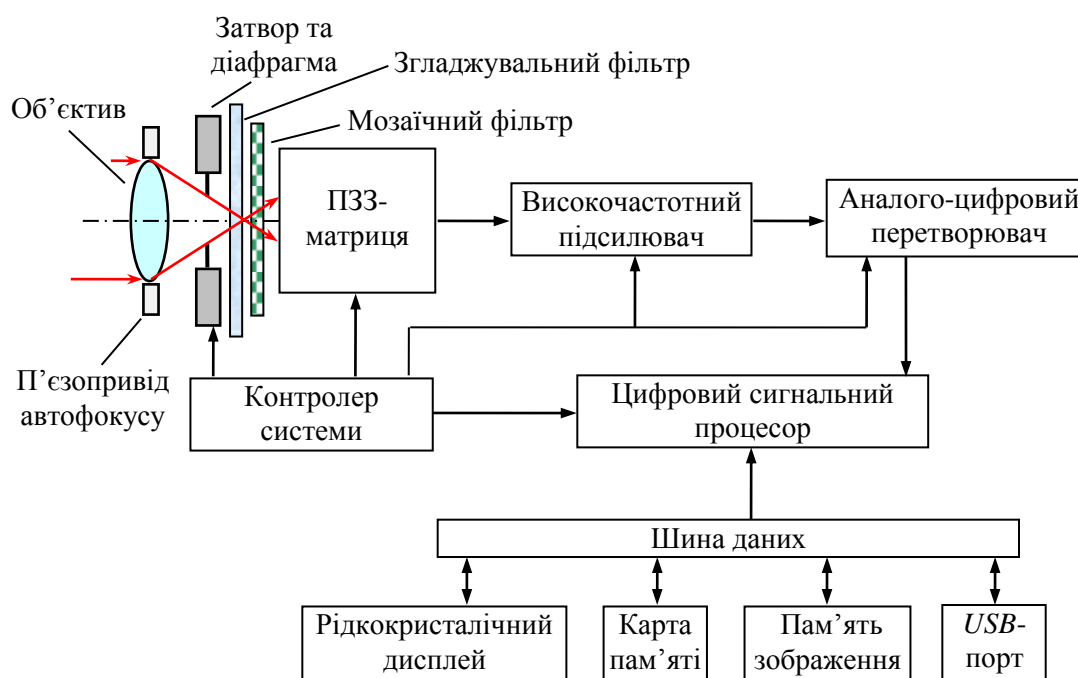 Затвор та
діафрагма
Згладжувальний фільтр
Об’єктив
Мозаїчний фільтр
ПЗЗ-
матриця
Високочастотний
підсилювач
Аналого-цифровий
перетворювач
П’єзопривід
автофокусу
Контролер
системи
Цифровий сигнальний
процесор
Шина даних
Рідкокристалічний
дисплей
Карта
пам’яті
Пам’ять
зображення
USB-
порт